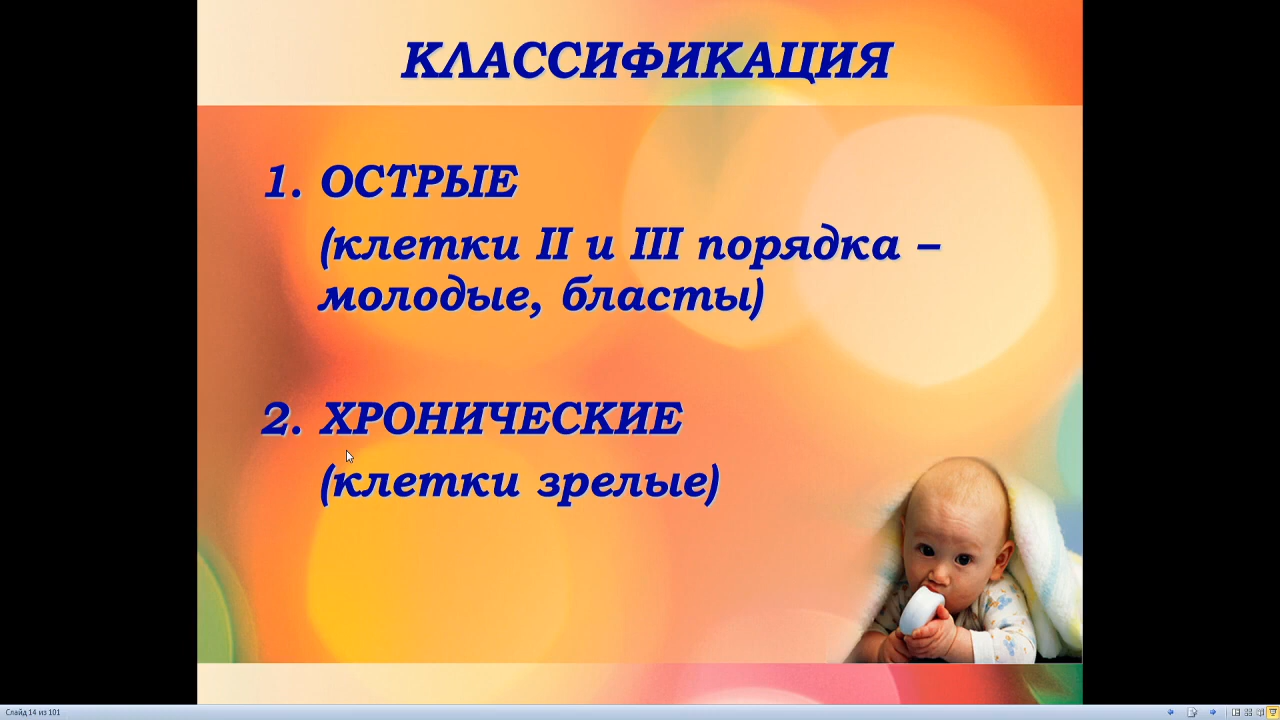 КЛАССИФИКАЦИЯ
1. ОСТРЫЕ
(клетки II и III порядка –
молодые, бласты)
2. ХРОНИЧЕСКИЕ
(клетки зрелые)
Слайд 14 из 101